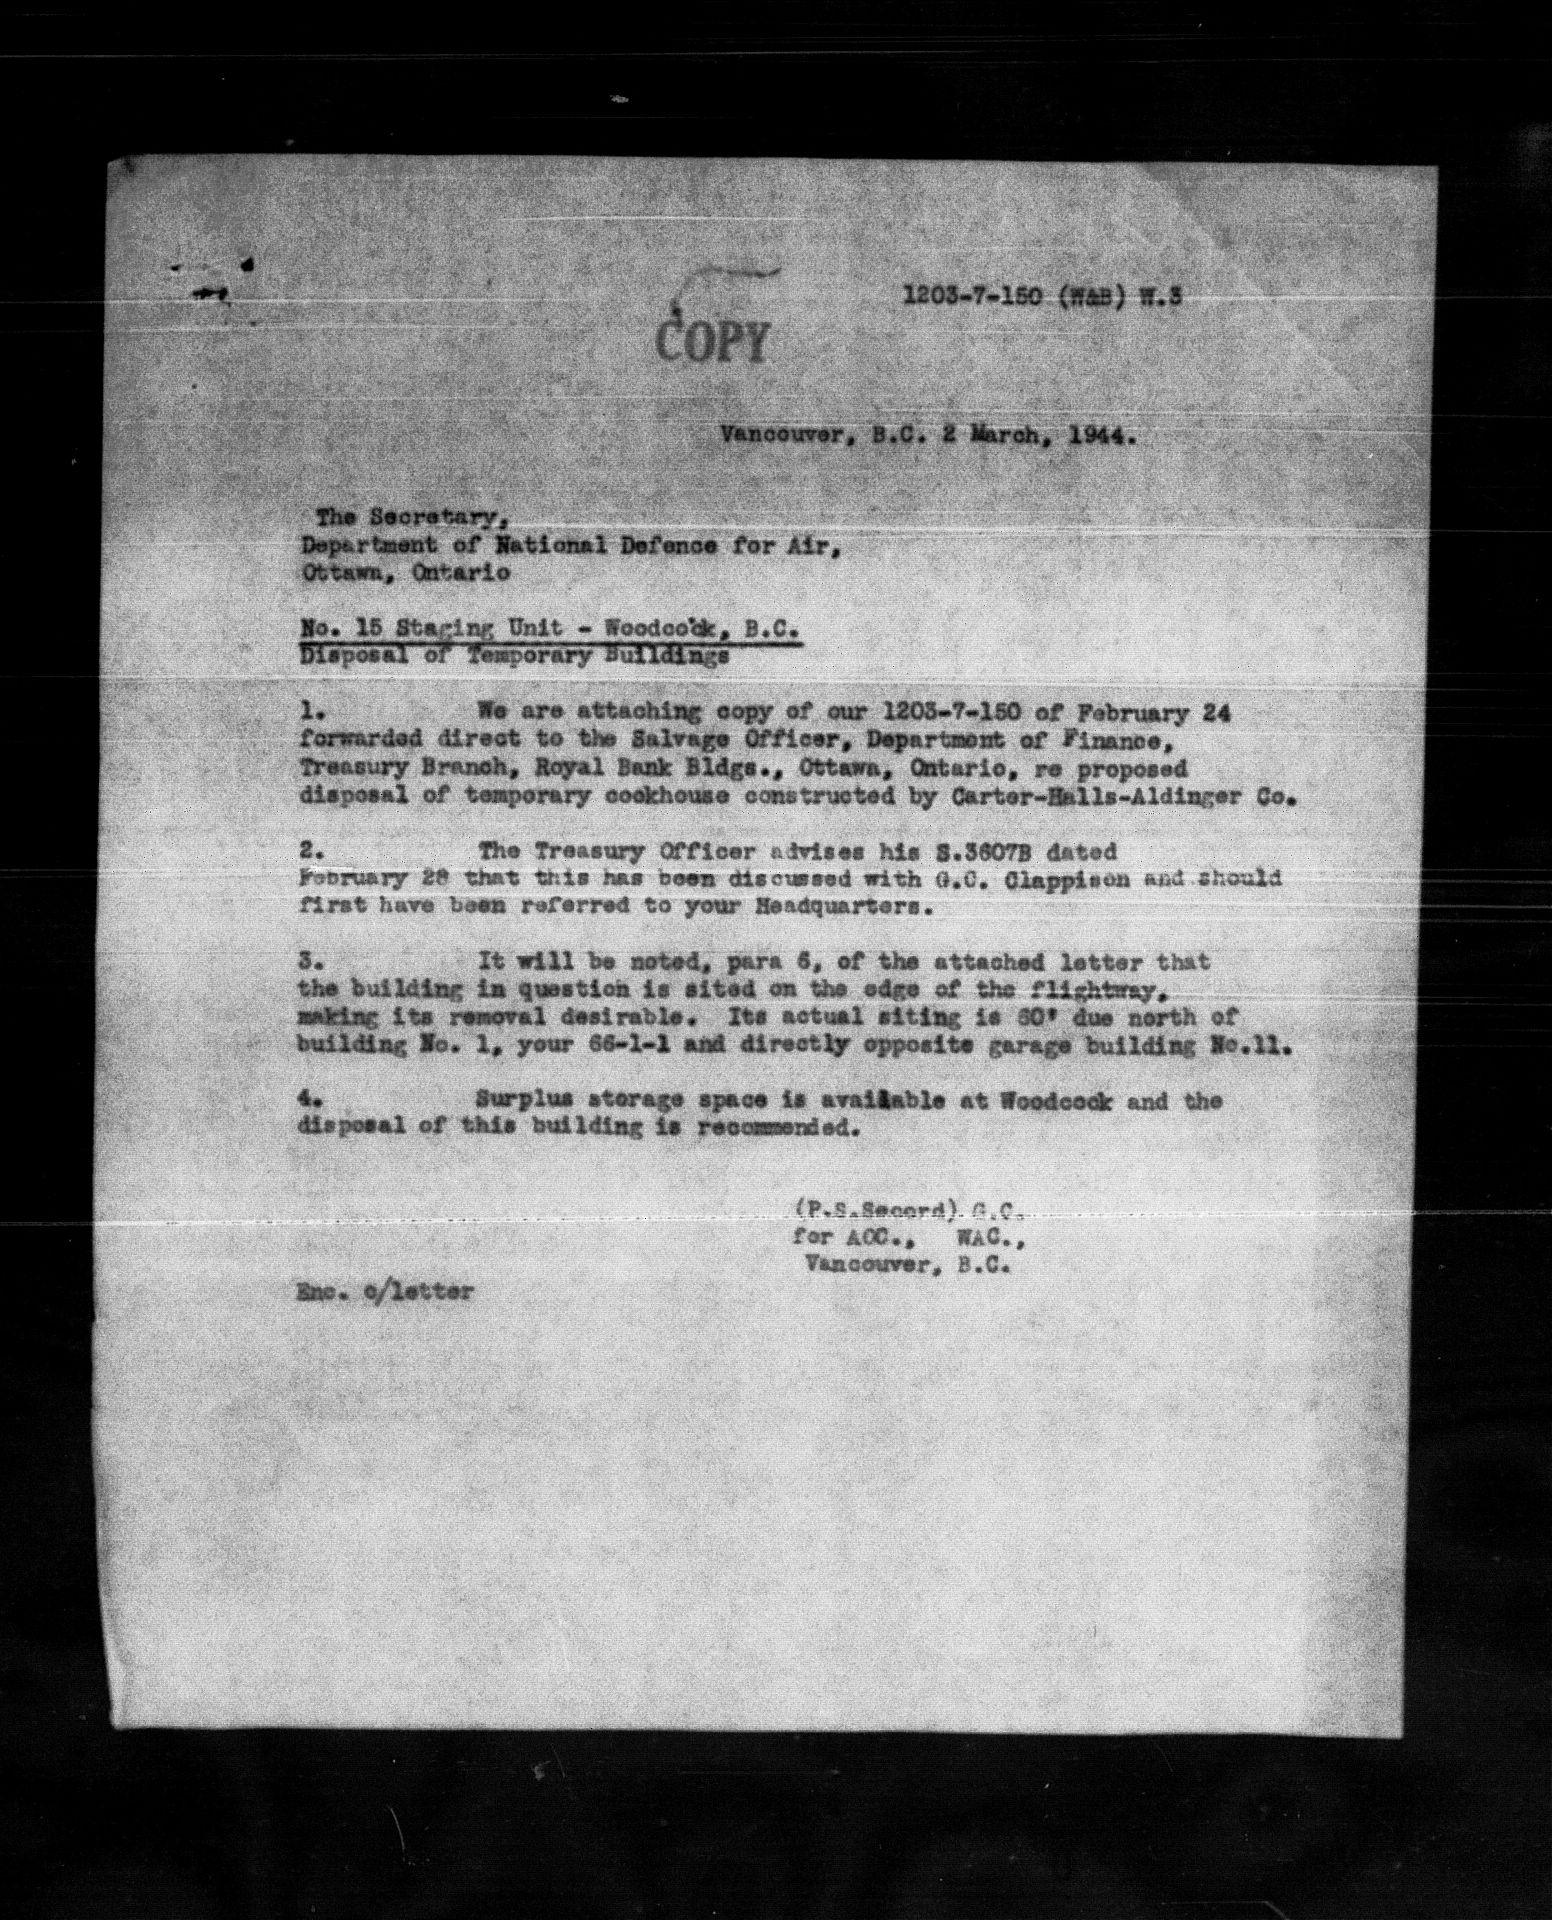 1203-7-150 (W&B) W.3
COPY
Vancouver, B.C. 2 March, 1944.
The Secretary,
Department of National Defence for Air,
Ottawa, Ontario
No. 15 Staging Unit - Woodcock, B.C.
Disposal of Temporary Buildings
1. We are attaching copy of our 1203-7-150 of February 24
forwarded direct to the Salvage Officer, Department of Finance,
Treasury Branch, Royal Bank Bldgs., Ottawa, Ontario, re proposed
disposal of temporary cookhouse constructed by Carter-Halls-Aldinger Co.
2. The Treasury Officer advises his S.3607B dated
February 28 that this has been discussed with G.C. Clappison and should
first have been referred to your Headquarters.
3. It will be noted, para 6, of the attached letter that
the building in question is sited on the edge of the flightway,
making its removal desirable. Its actual siting is 60' due north of
building No. 1, your 66-1-1 and directly opposite garage building No.11.
4. Surplus storage space is available at Woodcock and the
disposal of this building is recommended.
(P.S.Secord) G.C.
for AOC., WAC.,
Vancouver, B.C.
Enc. c/letter